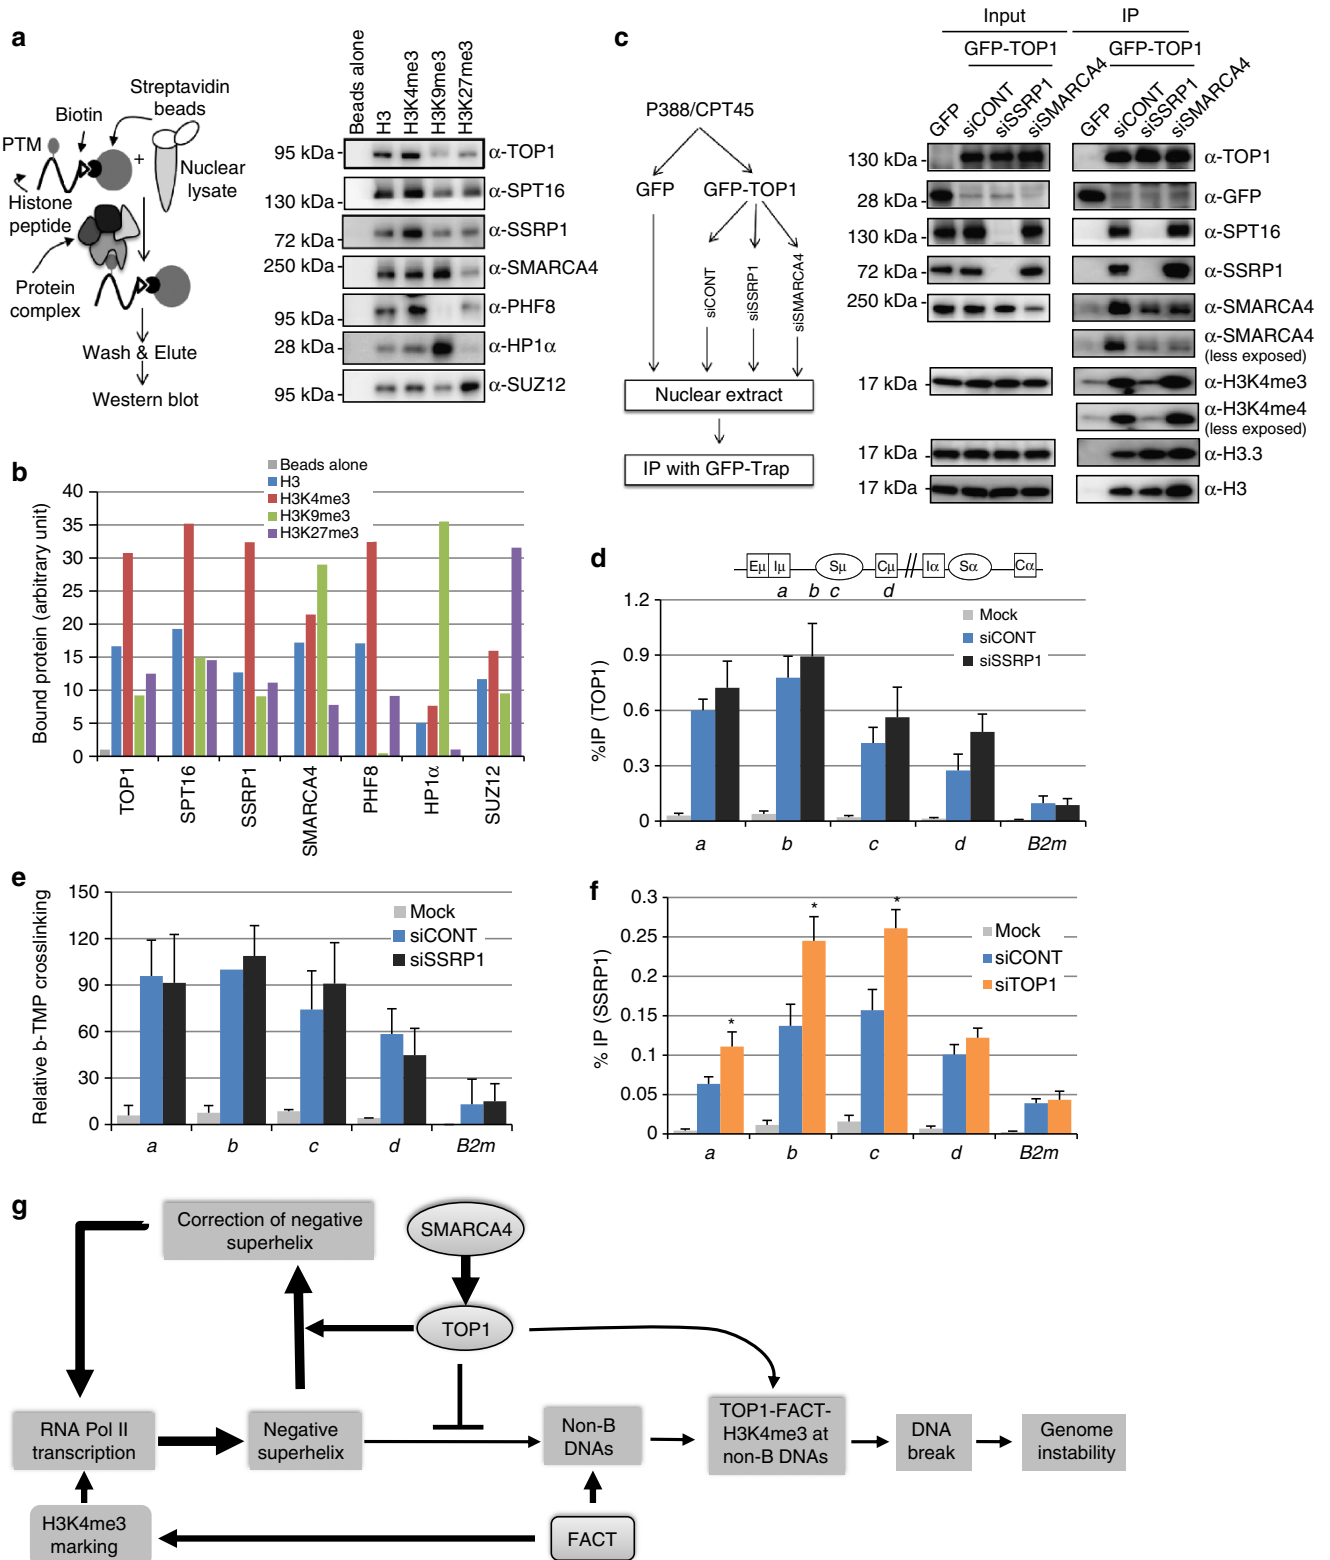 a
Streptavidin
beads
Biotin
PTM
+
Nuclear
lysate
Histone
peptide
Protein
complex
Wash & Elute
Western blot
Beads alone
H3
H3K4me3
H3K9me3
H3K27me3
95 kDa
α-TOP1
130 kDa
α-SPT16
72 kDa
α-SSRP1
250 kDa
α-SMARCA4
95 kDa
α-PHF8
28 kDa
α-HP1α
95 kDa
α-SUZ12
b
Beads alone
H3
H3K4me3
H3K9me3
H3K27me3
Bound protein (arbitrary unit)
40
35
30
25
20
15
10
5
0
TOP1
SPT16
SSRP1
SMARCA4
PHF8
HP1α
SUZ12
c
P388/CPT45
GFP
GFP-TOP1
siCONT
siSSRP1
siSMARCA4
Nuclear extract
IP with GFP-Trap
Input
IP
GFP-TOP1
GFP-TOP1
GFP
siCONT
siSSRP1
siSMARCA4
GFP
siCONT
siSSRP1
siSMARCA4
130 kDa
α-TOP1
28 kDa
α-GFP
130 kDa
α-SPT16
72 kDa
α-SSRP1
250 kDa
α-SMARCA4
α-SMARCA4
(less exposed)
17 kDa
α-H3K4me3
α-H3K4me4
(less exposed)
17 kDa
α-H3.3
17 kDa
α-H3
d
Eμ
Iμ
Sμ
Cμ
Iα
Sα
Cα
a
b
c
d
Mock
siCONT
siSSRP1
%IP (TOP1)
1.2
0.9
0.6
0.3
0
a
b
c
d
B2m
e
Mock
siCONT
siSSRP1
Relative b-TMP crosslinking
150
120
90
60
30
0
a
b
c
d
B2m
f
Mock
siCONT
siTOP1
% IP (SSRP1)
0.3
0.25
0.2
0.15
0.1
0.05
0
*
*
*
a
b
c
d
B2m
g
Correction of negative
superhelix
SMARCA4
TOP1
RNA Pol II
transcription
Negative
superhelix
Non-B
DNAs
TOP1-FACT-
H3K4me3 at
non-B DNAs
DNA
break
Genome
instability
H3K4me3
marking
FACT